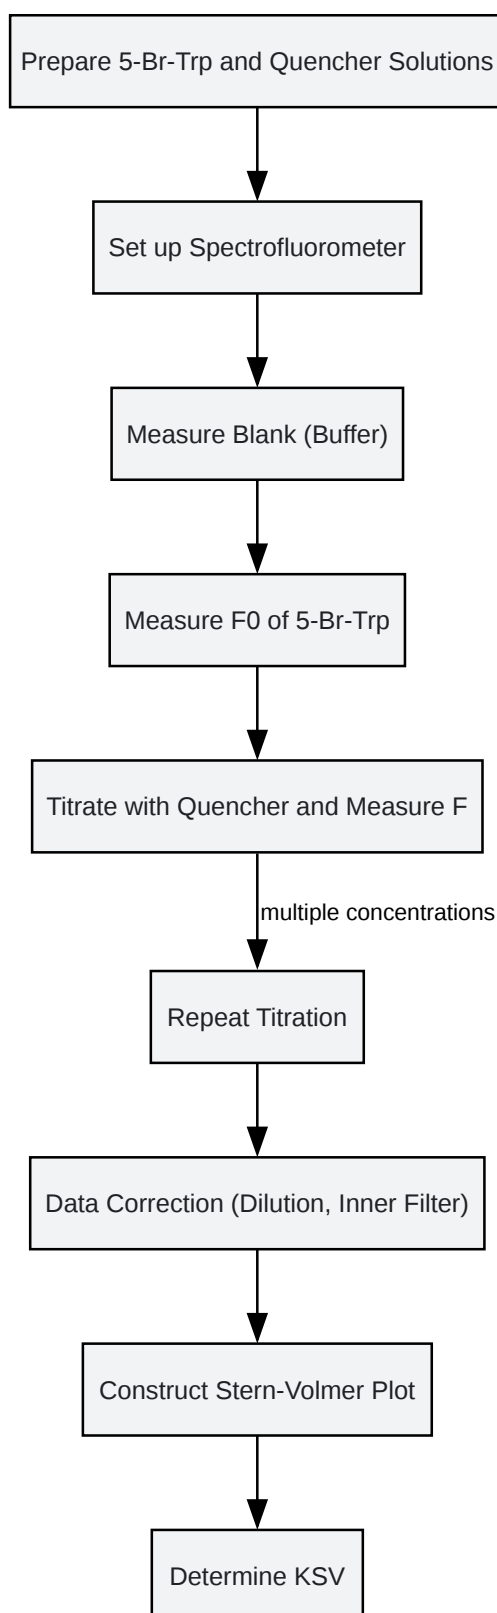 Prepare 5-Br-Trp and Quencher Solutions
Set up Spectrofluorometer
Measure Blank (Buffer)
Measure F0 of 5-Br-Trp
Titrate with Quencher and Measure F
multiple concentrations
Repeat Titration
Data Correction (Dilution, Inner Filter)
Construct Stern-Volmer Plot
Determine KSV